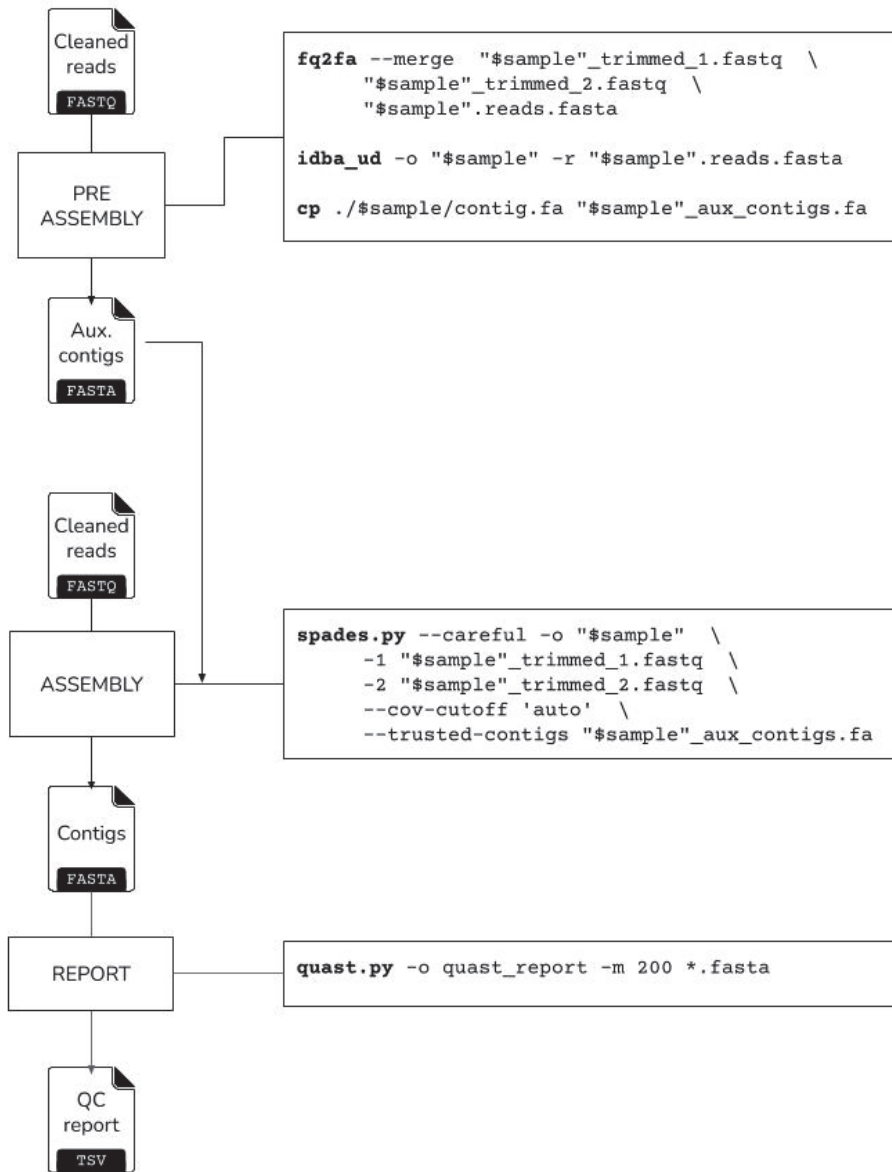 Cleaned
reads
FASTQ
fq2fa --merge  "$sample"_trimmed_1.fastq  \
"$sample"_trimmed_2.fastq  \
"$sample".reads.fasta
idba_ud -o "$sample" -r "$sample".reads.fasta
cp ./$sample/contig.fa "$sample"_aux_contigs.fa
PRE
ASSEMBLY
Aux.
contigs
FASTA
Cleaned
reads
FASTQ
ASSEMBLY
spades.py --careful -o "$sample"  \
-1 "$sample"_trimmed_1.fastq  \
-2 "$sample"_trimmed_2.fastq  \
--cov-cutoff 'auto'  \
--trusted-contigs "$sample"_aux_contigs.fa
Contigs
FASTA
REPORT
quast.py -o quast_report -m 200 *.fasta
QC
report
TSV